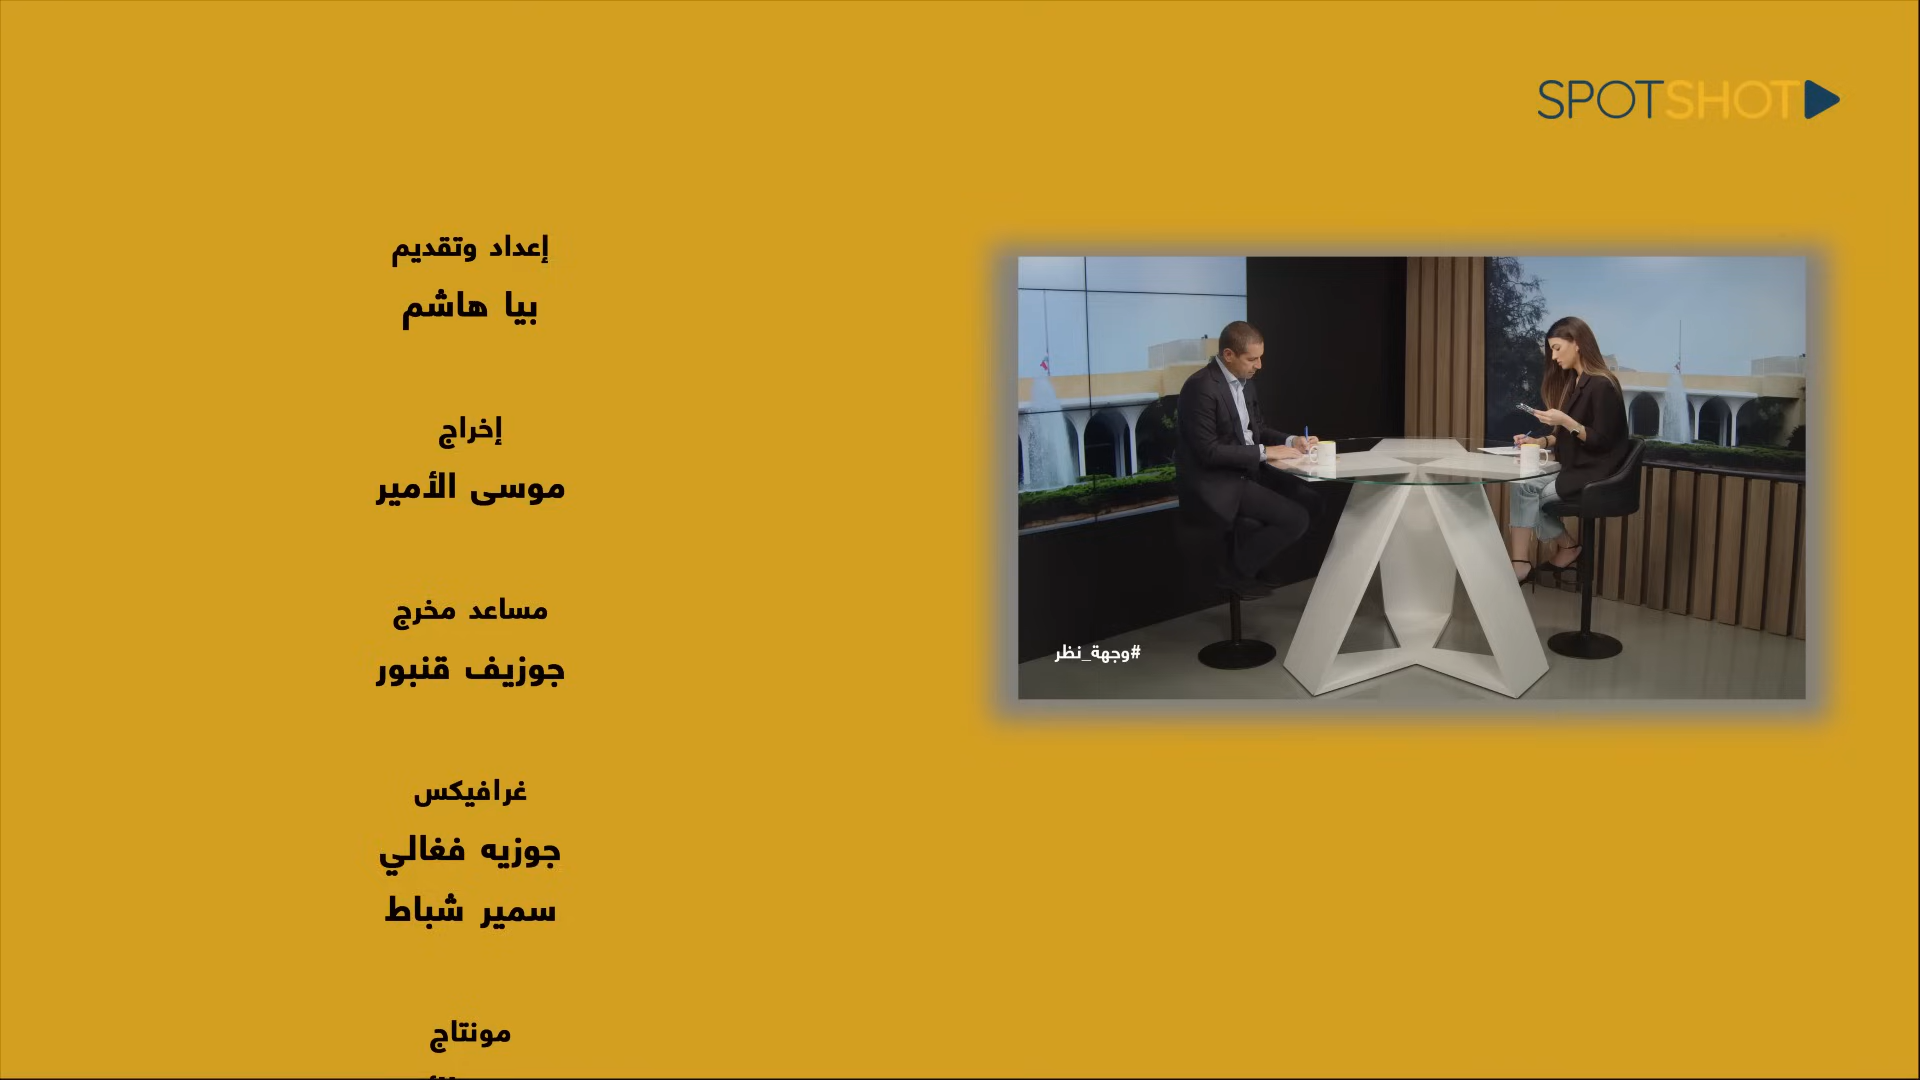 SPOTSHOT
إعداد وتقديم
بيا هاشم
إخراج
موسى الأمير
مساعد مخرج
جوزيف قنبور
غرافيكس
جوزيه فغالي
سمير شباط
مونتاج
#وجهة_نظر